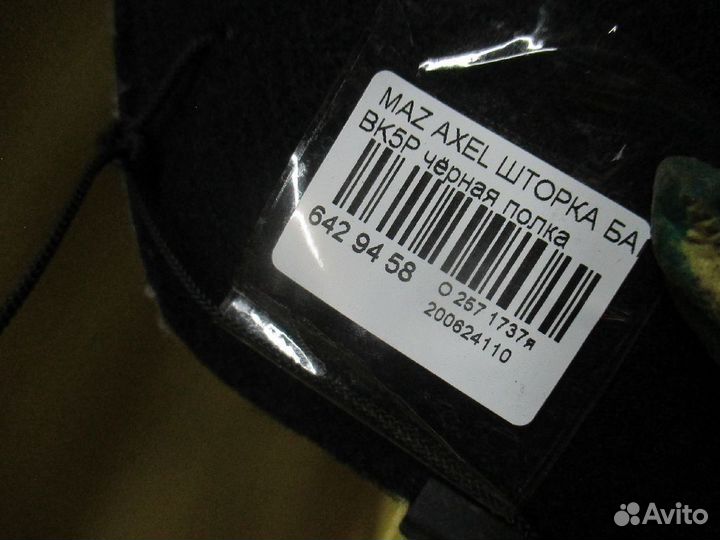 MAZ AXEL ШТОРКА БА
BK5P чёрная полка
642 94 58
O 257 1737я
200624110
Avito